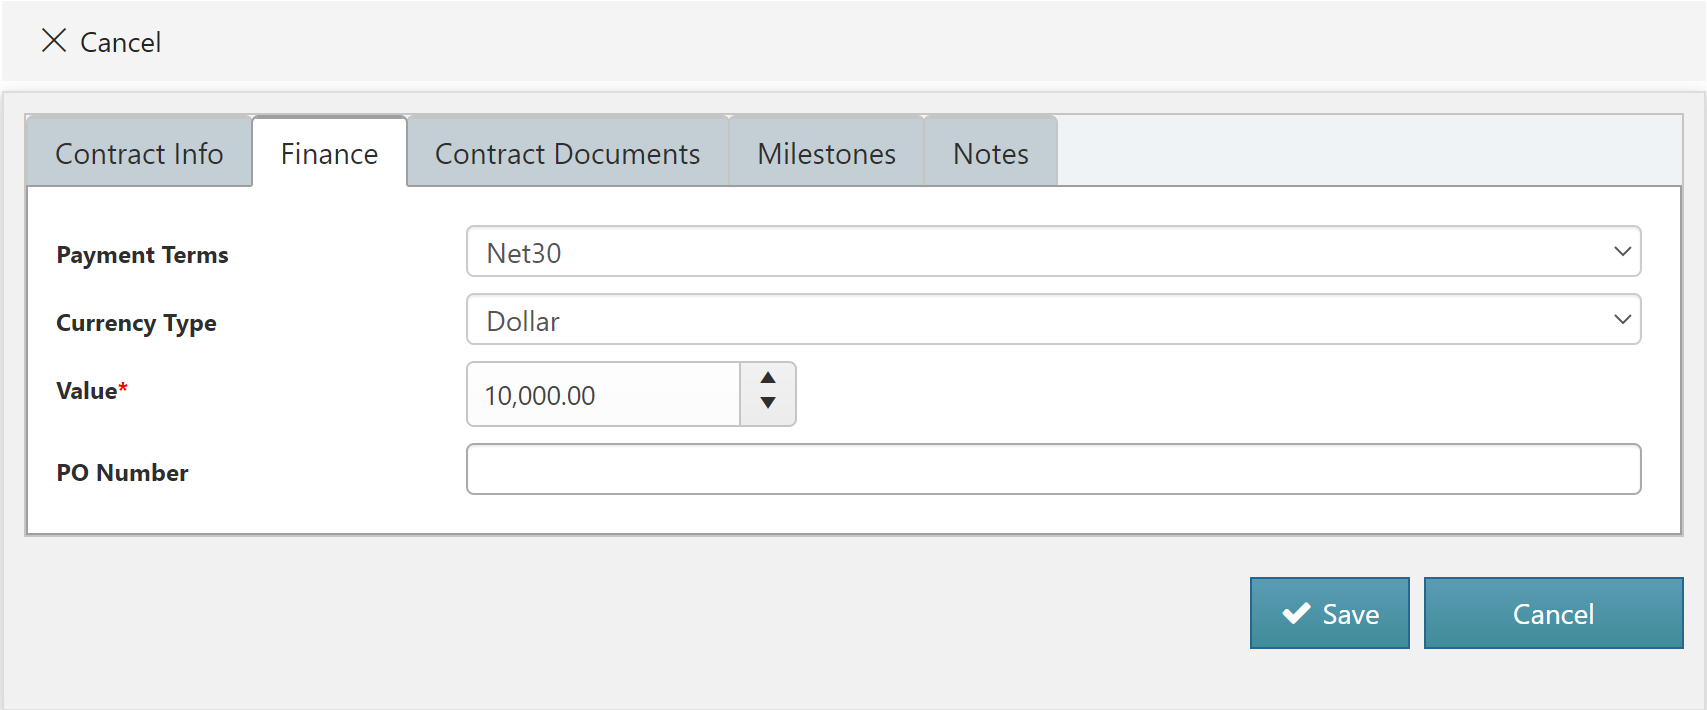 Cancel
Contract Info Finance Contract Documents Milestones Notes
Payment Terms Net30
Currency Type Dollar
Value* 10,000.00
PO Number
Save Cancel